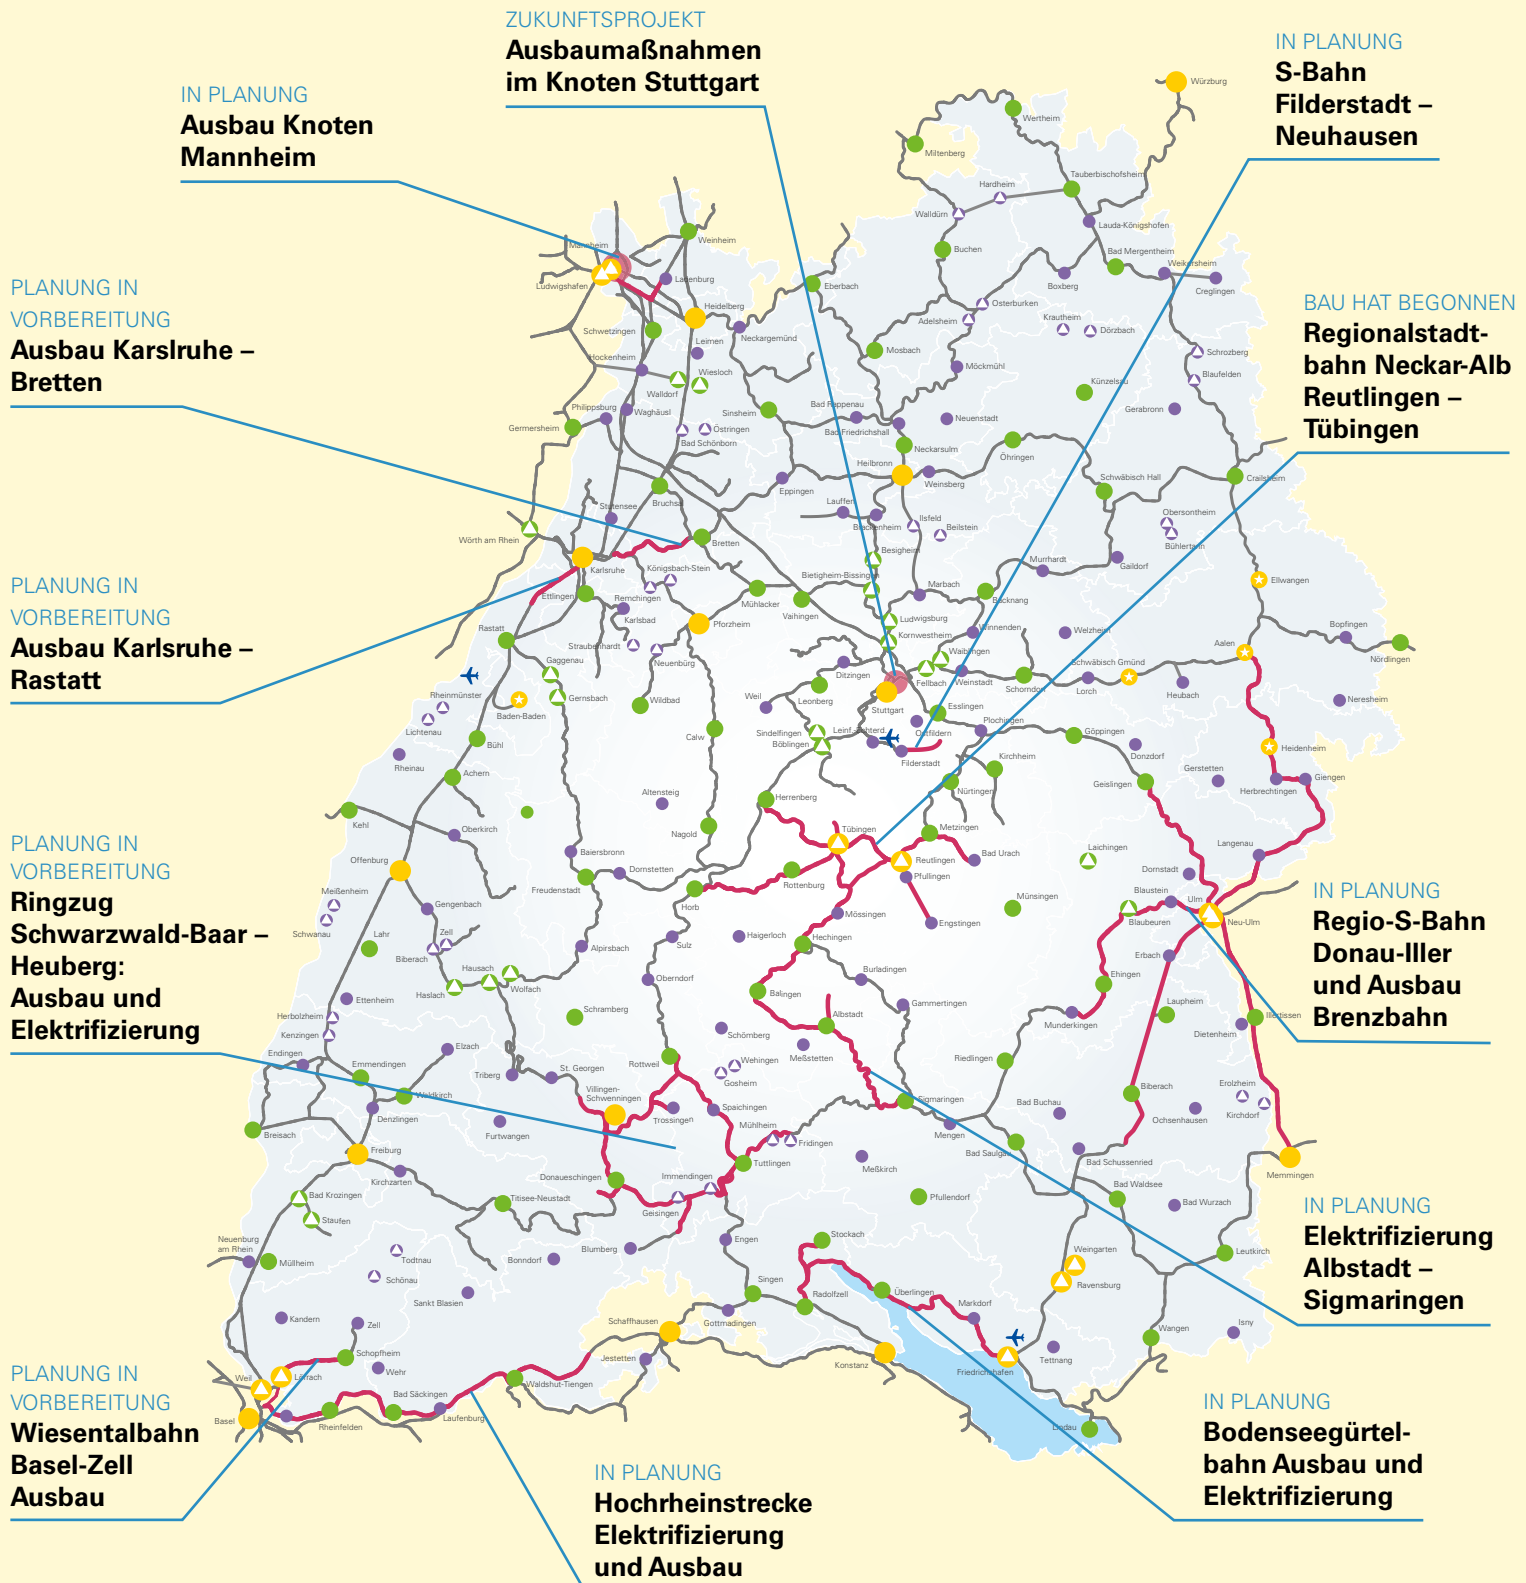 ZUKUNFTSPROJEKT
Ausbaumaßnahmen
im Knoten Stuttgart
IN PLANUNG
S-Bahn
Filderstadt –
Neuhausen
IN PLANUNG
Ausbau Knoten
Mannheim
PLANUNG IN
VORBEREITUNG
Ausbau Karslruhe –
Bretten
BAU HAT BEGONNEN
Regionalstadt-
bahn Neckar-Alb
Reutlingen –
Tübingen
PLANUNG IN
VORBEREITUNG
Ausbau Karlsruhe –
Rastatt
PLANUNG IN
VORBEREITUNG
Ringzug
Schwarzwald-Baar –
Heuberg:
Ausbau und
Elektrifizierung
IN PLANUNG
Regio-S-Bahn
Donau-Iller
und Ausbau
Brenzbahn
IN PLANUNG
Elektrifizierung
Albstadt –
Sigmaringen
PLANUNG IN
VORBEREITUNG
Wiesentalbahn
Basel-Zell
Ausbau
IN PLANUNG
Hochrheinstrecke
Elektrifizierung
und Ausbau
IN PLANUNG
Bodenseegürtel-
bahn Ausbau und
Elektrifizierung
Würzburg
Wertheim
Miltenberg
Tauberbischofsheim
Hardheim
Walldürn
Lauda-Königshofen
Buchen
Bad Mergentheim
Weikersheim
Creglingen
Boxberg
Weinheim
Mannheim
Ludwigshafen
Ladenburg
Eberbach
Osterburken
Adelsheim
Krautheim
Dörzbach
Heidelberg
Schwetzingen
Neckargemünd
Leimen
Mosbach
Möckmühl
Schrozberg
Blaufelden
Hockenheim
Wiesloch
Walldorf
Künzelsau
Gerabronn
Philippsburg
Waghäusl
Sinsheim
Bad Rappenau
Neuenstadt
Germersheim
Östringen
Bad Schönborn
Bad Friedrichshall
Neckarsulm
Öhringen
Heilbronn
Weinsberg
Schwäbisch Hall
Crailsheim
Bruchsal
Eppingen
Lauffen
Brackenheim
Ilsfeld
Beilstein
Obersontheim
Bühlertann
Stutensee
Wörth am Rhein
Bretten
Besigheim
Murrhardt
Gaildorf
Karlsruhe
Königsbach-Stein
Bietigheim-Bissingen
Marbach
Backnang
Ellwangen
Ettlingen
Remchingen
Karlsbad
Mühlacker
Vaihingen
Ludwigsburg
Kornwestheim
Winnenden
Welzheim
Bopfingen
Nördlingen
Rastatt
Pforzheim
Straubenhardt
Neuenbürg
Waiblingen
Aalen
Gaggenau
Gernsbach
Ditzingen
Fellbach
Weinstadt
Schorndorf
Schwäbisch Gmünd
Lorch
Heubach
Rheinmünster
Lichtenau
Baden-Baden
Wildbad
Weil
Leonberg
Stuttgart
Esslingen
Neresheim
Bühl
Calw
Sindelfingen
Böblingen
Leinf.-Echterd.
Ostfildern
Plochingen
Göppingen
Donzdorf
Heidenheim
Rheinau
Filderstadt
Kirchheim
Achern
Altensteig
Herrenberg
Nürtingen
Geislingen
Gerstetten
Herbrechtingen
Giengen
Kehl
Oberkirch
Nagold
Tübingen
Metzingen
Langenau
Offenburg
Baiersbronn
Dornstetten
Reutlingen
Bad Urach
Laichingen
Dornstadt
Freudenstadt
Rottenburg
Pfullingen
Meißenheim
Schwanau
Gengenbach
Horb
Mössingen
Engstingen
Münsingen
Blaustein
Ulm
Neu-Ulm
Blaubeuren
Lahr
Zell
Biberach
Alpirsbach
Sulz
Haigerloch
Hechingen
Erbach
Hausach
Haslach
Wolfach
Oberndorf
Burladingen
Ehingen
Ettenheim
Balingen
Gammertingen
Laupheim
Munderkingen
Illertissen
Dietenheim
Herbolzheim
Kenzingen
Schramberg
Schömberg
Albstadt
Endingen
Elzach
Meßstetten
Riedlingen
Emmendingen
Triberg
St. Georgen
Rottweil
Wehingen
Gosheim
Waldkirch
Villingen-
Schwenningen
Sigmaringen
Biberach
Erolzheim
Kirchdorf
Denzlingen
Furtwangen
Trossingen
Spaichingen
Mühlheim
Fridingen
Mengen
Bad Buchau
Ochsenhausen
Breisach
Bad Saulgau
Freiburg
Kirchzarten
Meßkirch
Bad Schussenried
Memmingen
Donaueschingen
Tuttlingen
Immendingen
Geisingen
Bad Krozingen
Staufen
Titisee-Neustadt
Pfullendorf
Bad Waldsee
Bad Wurzach
Neuenburg
am Rhein
Müllheim
Todtnau
Schönau
Bonndorf
Blumberg
Engen
Stockach
Weingarten
Ravensburg
Leutkirch
Sankt Blasien
Singen
Radolfzell
Überlingen
Markdorf
Kandern
Zell
Schaffhausen
Gottmadingen
Wangen
Isny
Schopfheim
Wehr
Jestetten
Konstanz
Friedrichshafen
Tettnang
Weil
Lörrach
Bad Säckingen
Waldshut-Tiengen
Basel
Rheinfelden
Laufenburg
Lindau